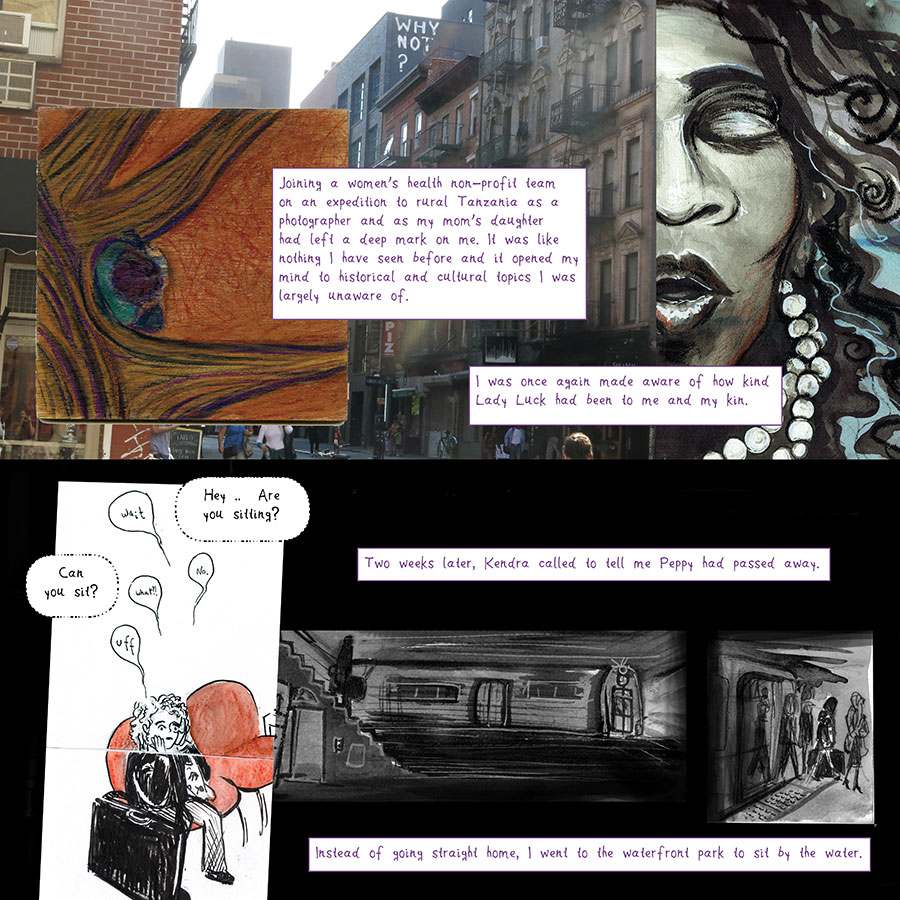 WHY
NOT
?
Joining a women's health non-profit team
on an expedition to rural Tanzania as a
photographer and as my mom's daughter
had left a deep mark on me. It was like
nothing I have seen before and it opened my
mind to historical and cultural topics I was
largely unaware of.
PIZ
I was once again made aware of how kind
Lady Luck had been to me and my kin.
Hey .. Are
you sitting?
wait
Can
you sit?
No.
what?!
uff
Two weeks later, Kendra called to tell me Peppy had passed away.
Instead of going straight home, I went to the waterfront park to sit by the water.